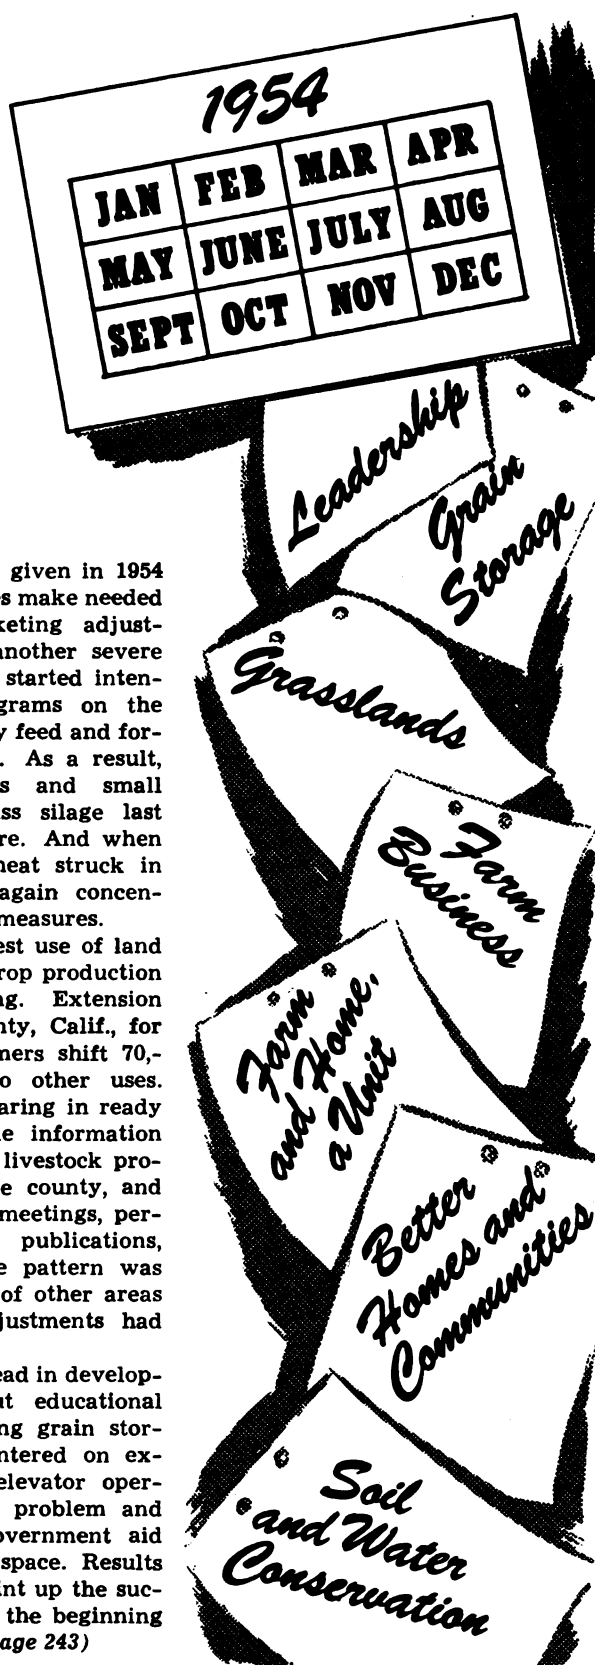 1954
JAN FEB MAR APR
MAY JUNE JULY AUG
SEPT OCT NOV DEC
Leadership
Grain
Storage
Grasslands
Farm
Business
Farm
and Home,
a Unit
Better
Homes and
Communities
Soil
and Water
Conservation
given in 1954
s make needed
keting adjust-
another severe
started inten-
grams on the
y feed and for-
. As a result,
s and small
ss silage last
re. And when
heat struck in
again concen-
measures.
est use of land
rop production
g. Extension
nty, Calif., for
mers shift 70,-
o other uses.
aring in ready
e information
livestock pro-
e county, and
meetings, per-
publications,
e pattern was
of other areas
justments had
ead in develop-
ut educational
ng grain stor-
ntered on ex-
elevator oper-
problem and
overnment aid
space. Results
int up the suc-
the beginning
age 243)